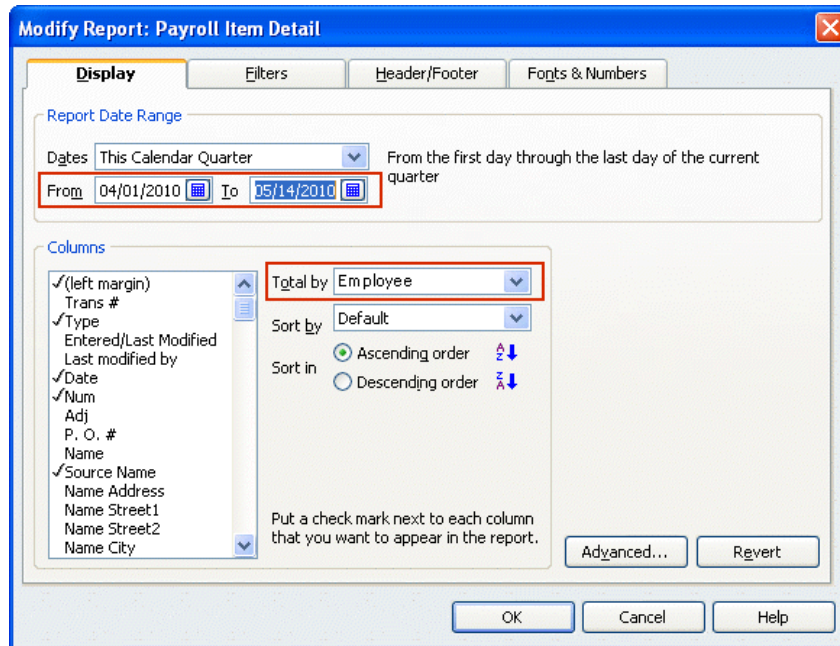 Modify Report: Payroll Item Detail
Display Filters Header/Footer Fonts & Numbers
Report Date Range
Dates This Calendar Quarter From the first day through the last day of the current
quarter
From 04/01/2010 To 05/14/2010
Columns
✓(left margin)
Trans #
✓Type
Entered/Last Modified
Last modified by
✓Date
✓Num
Adj
P. O. #
Name
✓Source Name
Name Address
Name Street1
Name Street2
Name City
Total by Employee
Sort by Default
Sort in
Ascending order
Descending order
Put a check mark next to each column
that you want to appear in the report.
Advanced... Revert
OK Cancel Help